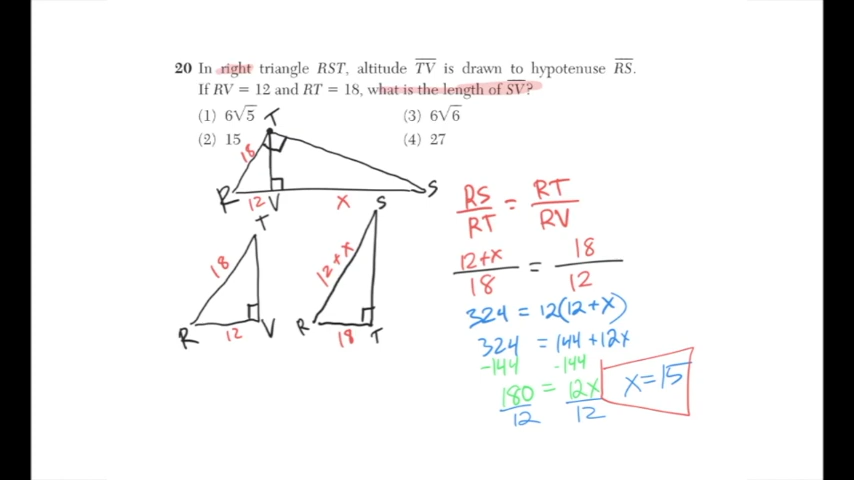 20 In right triangle RST, altitude TV is drawn to hypotenuse RS.
If RV = 12 and RT = 18, what is the length of SV?
(1) 6√5
(3) 6√6
(2) 15
(4) 27
T
18
R
12
V
x
S
T
18
R
12
V
S
12+x
R
18
T
RS/RT = RT/RV
12+x/18 = 18/12
324 = 12(12+x)
324 = 144+12x
-144 -144
180/12 = 12x/12
x=15